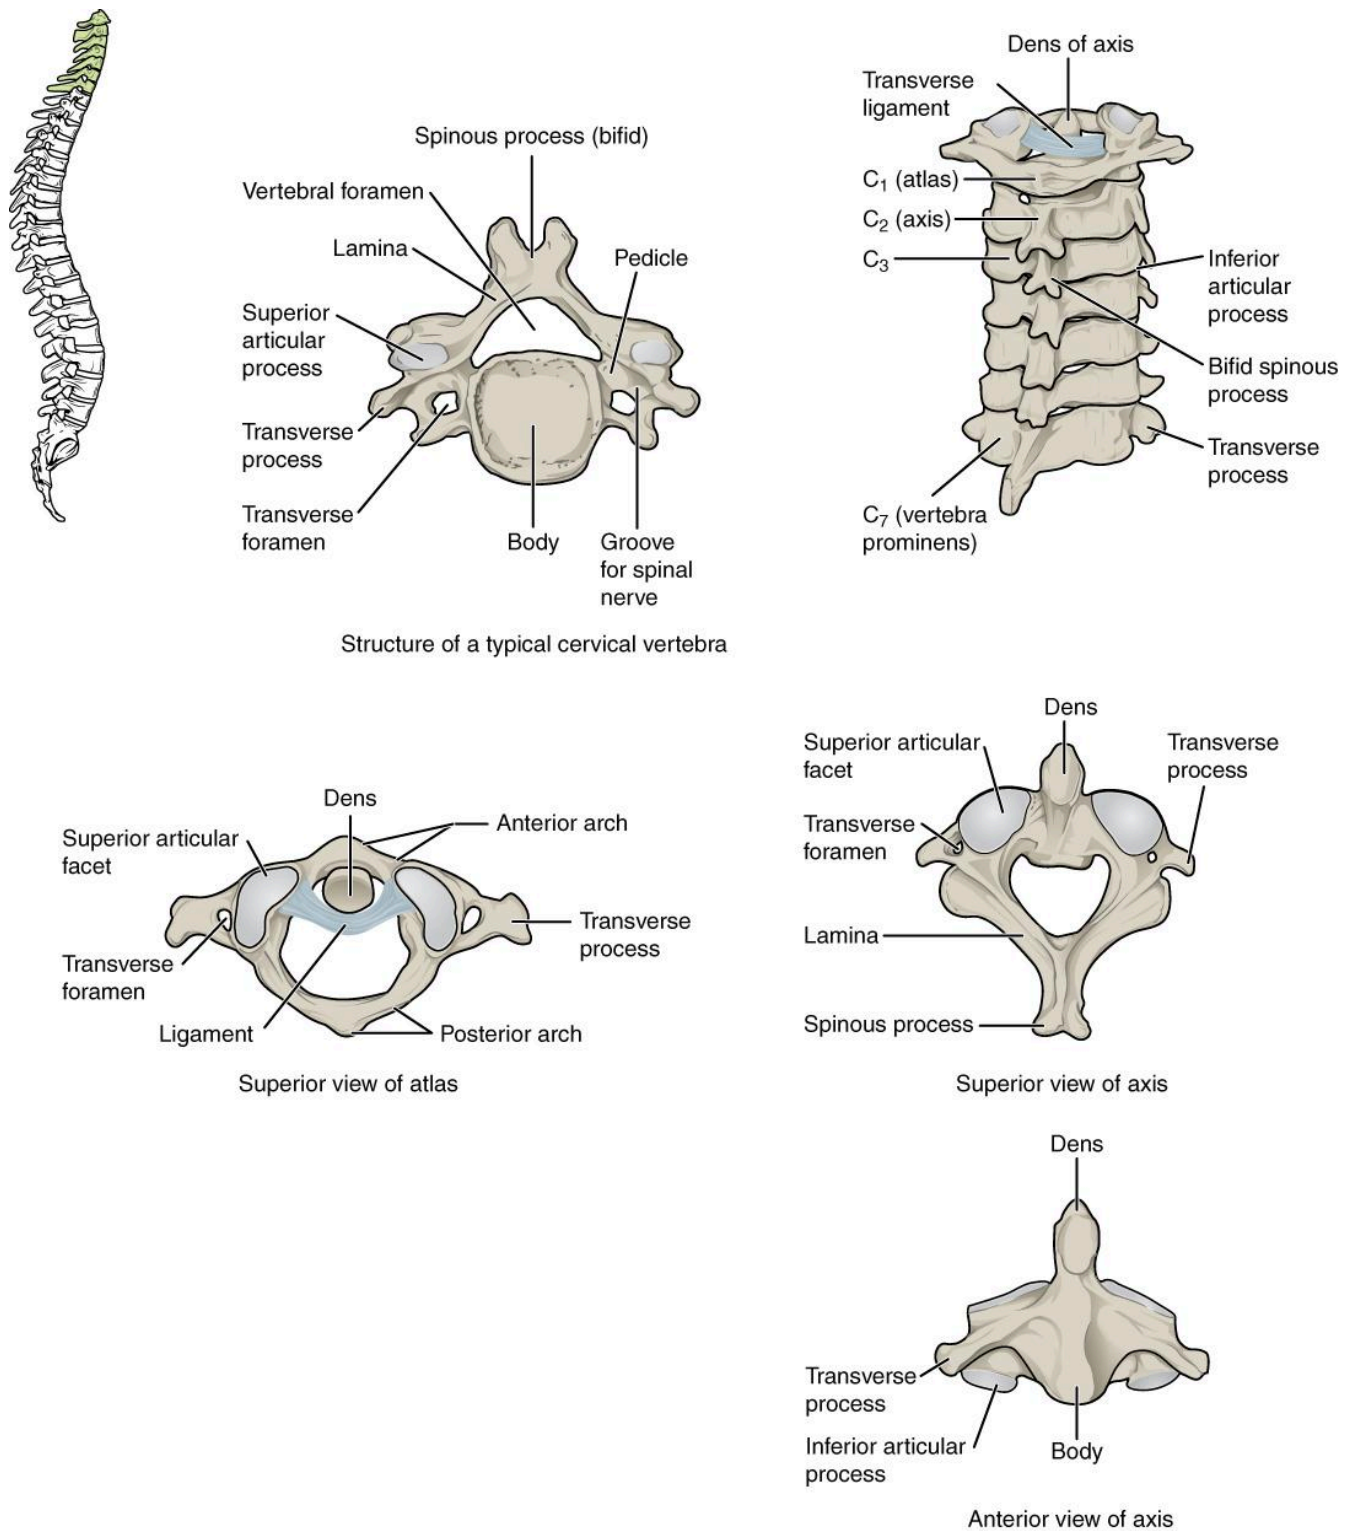 Spinous process (bifid)
Vertebral foramen
Lamina
Pedicle
Superior
articular
process
Transverse
process
Transverse
foramen
Body
Groove
for spinal
nerve
Structure of a typical cervical vertebra
Dens of axis
Transverse
ligament
C₁ (atlas)
C₂ (axis)
C₃
Inferior
articular
process
Bifid spinous
process
Transverse
process
C₇ (vertebra
prominens)
Dens
Superior articular
facet
Anterior arch
Transverse
process
Transverse
foramen
Ligament
Posterior arch
Superior view of atlas
Dens
Superior articular
facet
Transverse
process
Transverse
foramen
Lamina
Spinous process
Superior view of axis
Dens
Transverse
process
Inferior articular
process
Body
Anterior view of axis